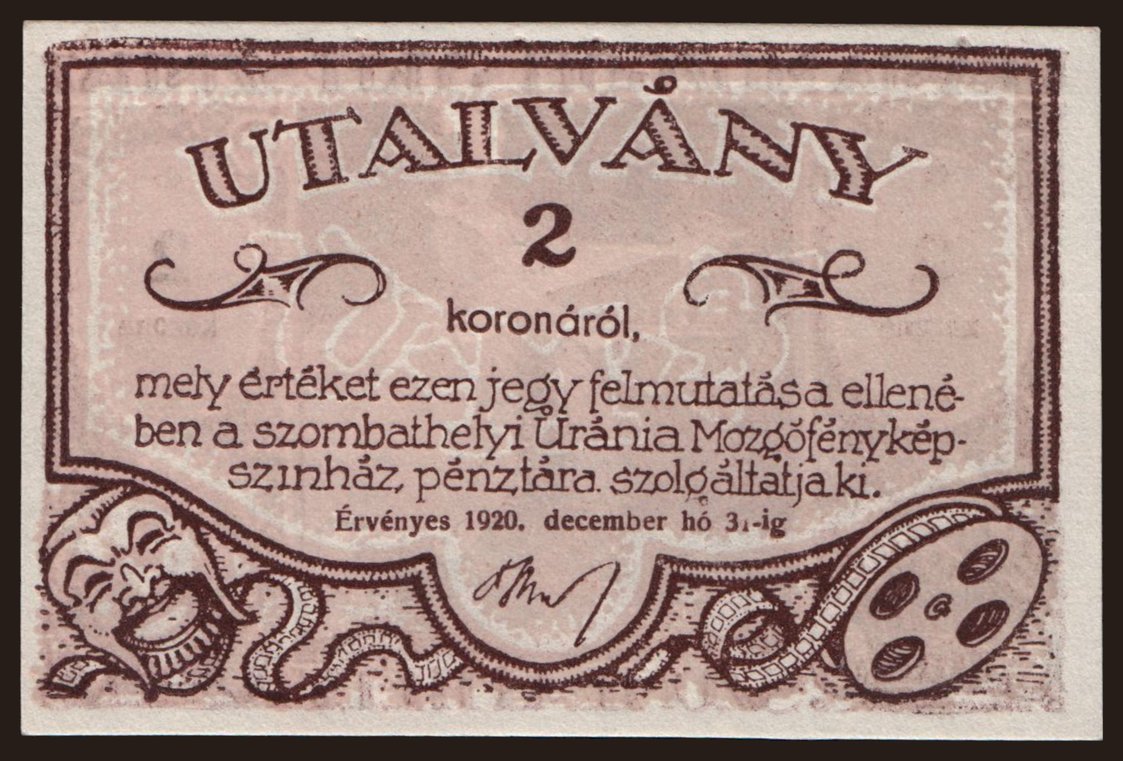 UTALVÁNY
2
koronáról,
mely értéket ezen jegy felmutatása ellené-
ben a szombathelyi Uránia Mozgófénykép-
szinház, pénztára szolgáltatja ki.
Érvényes 1920. december hó 31-ig